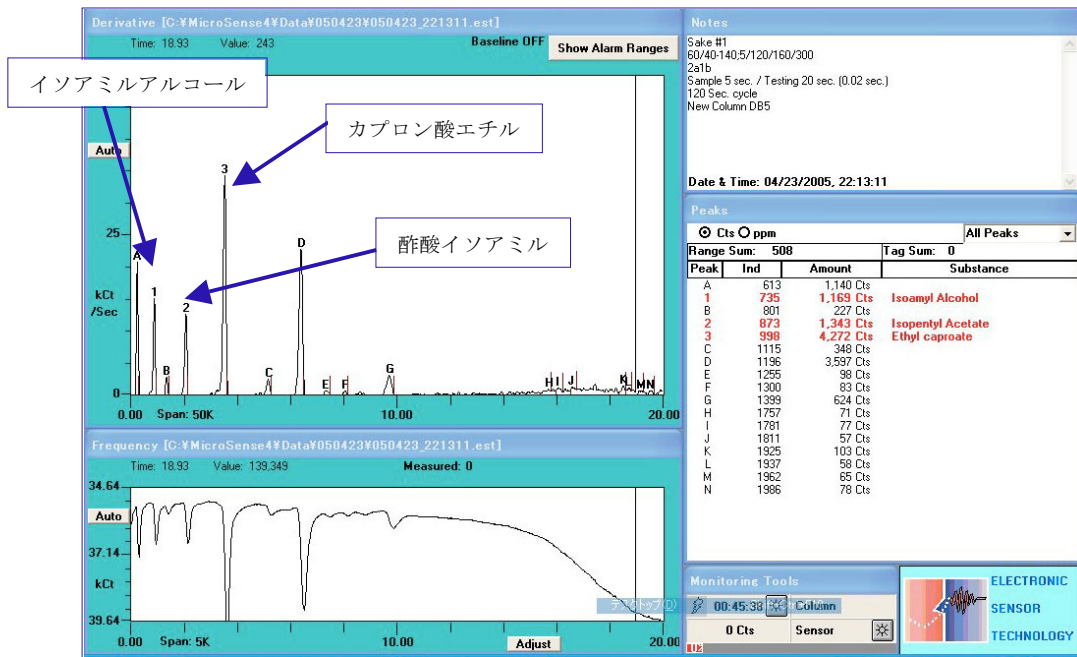 Derivative [C:¥MicroSense4¥Data¥050423¥050423_221311.est]
Time: 18.93 Value: 243
Baseline OFF
Show Alarm Ranges
イソアミルアルコール
カプロン酸エチル
酢酸イソアミル
Auto
25
kCt
/Sec
0
A
1
B
2
3
C
D
E
F
G
H
I
J
K
M
N
0.00
Span: 50K
10.00
20.00
Frequency [C:¥MicroSense4¥Data¥050423¥050423_221311.est]
Time: 18.93 Value: 139,349
Measured: 0
34.64
Auto
37.14
kCt
39.64
0.00
Span: 5K
10.00
Adjust
20.00
Notes
Sake #1
60/40-140;5/120/160/300
2a1b
Sample 5 sec. / Testing 20 sec. (0.02 sec.)
120 Sec. cycle
New Column DB5
Date & Time: 04/23/2005, 22:13:11
Peaks
Cts ppm
All Peaks
Range Sum: 508 Tag Sum: 0
Peak Ind Amount Substance
A 613 1,140 Cts
1 735 1,169 Cts Isoamyl Alcohol
B 801 227 Cts
2 873 1,343 Cts Isopentyl Acetate
3 998 4,272 Cts Ethyl caproate
C 1115 348 Cts
D 1196 3,597 Cts
E 1255 98 Cts
F 1300 83 Cts
G 1399 624 Cts
H 1757 71 Cts
I 1781 77 Cts
J 1811 57 Cts
K 1925 103 Cts
L 1937 58 Cts
M 1962 65 Cts
N 1986 78 Cts
Monitoring Tools
デスクトップ(D)
00:45:38 Column
0 Cts Sensor
ELECTRONIC
SENSOR
TECHNOLOGY